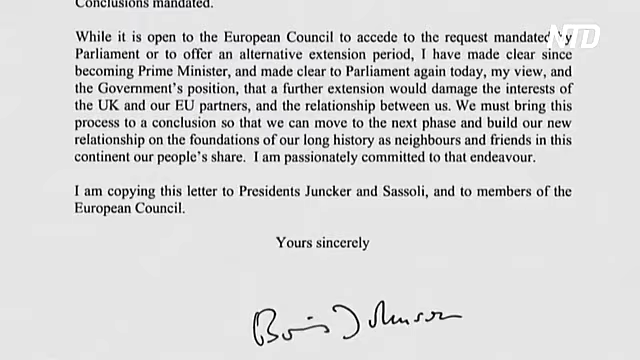 Conclusions mandated.
While it is open to the European Council to accede to the request mandated by
Parliament or to offer an alternative extension period, I have made clear since
becoming Prime Minister, and made clear to Parliament again today, my view, and
the Government's position, that a further extension would damage the interests of
the UK and our EU partners, and the relationship between us. We must bring this
process to a conclusion so that we can move to the next phase and build our new
relationship on the foundations of our long history as neighbours and friends in this
continent our people's share. I am passionately committed to that endeavour.
I am copying this letter to Presidents Juncker and Sassoli, and to members of the
European Council.
Yours sincerely
Boris Johnson
NTD